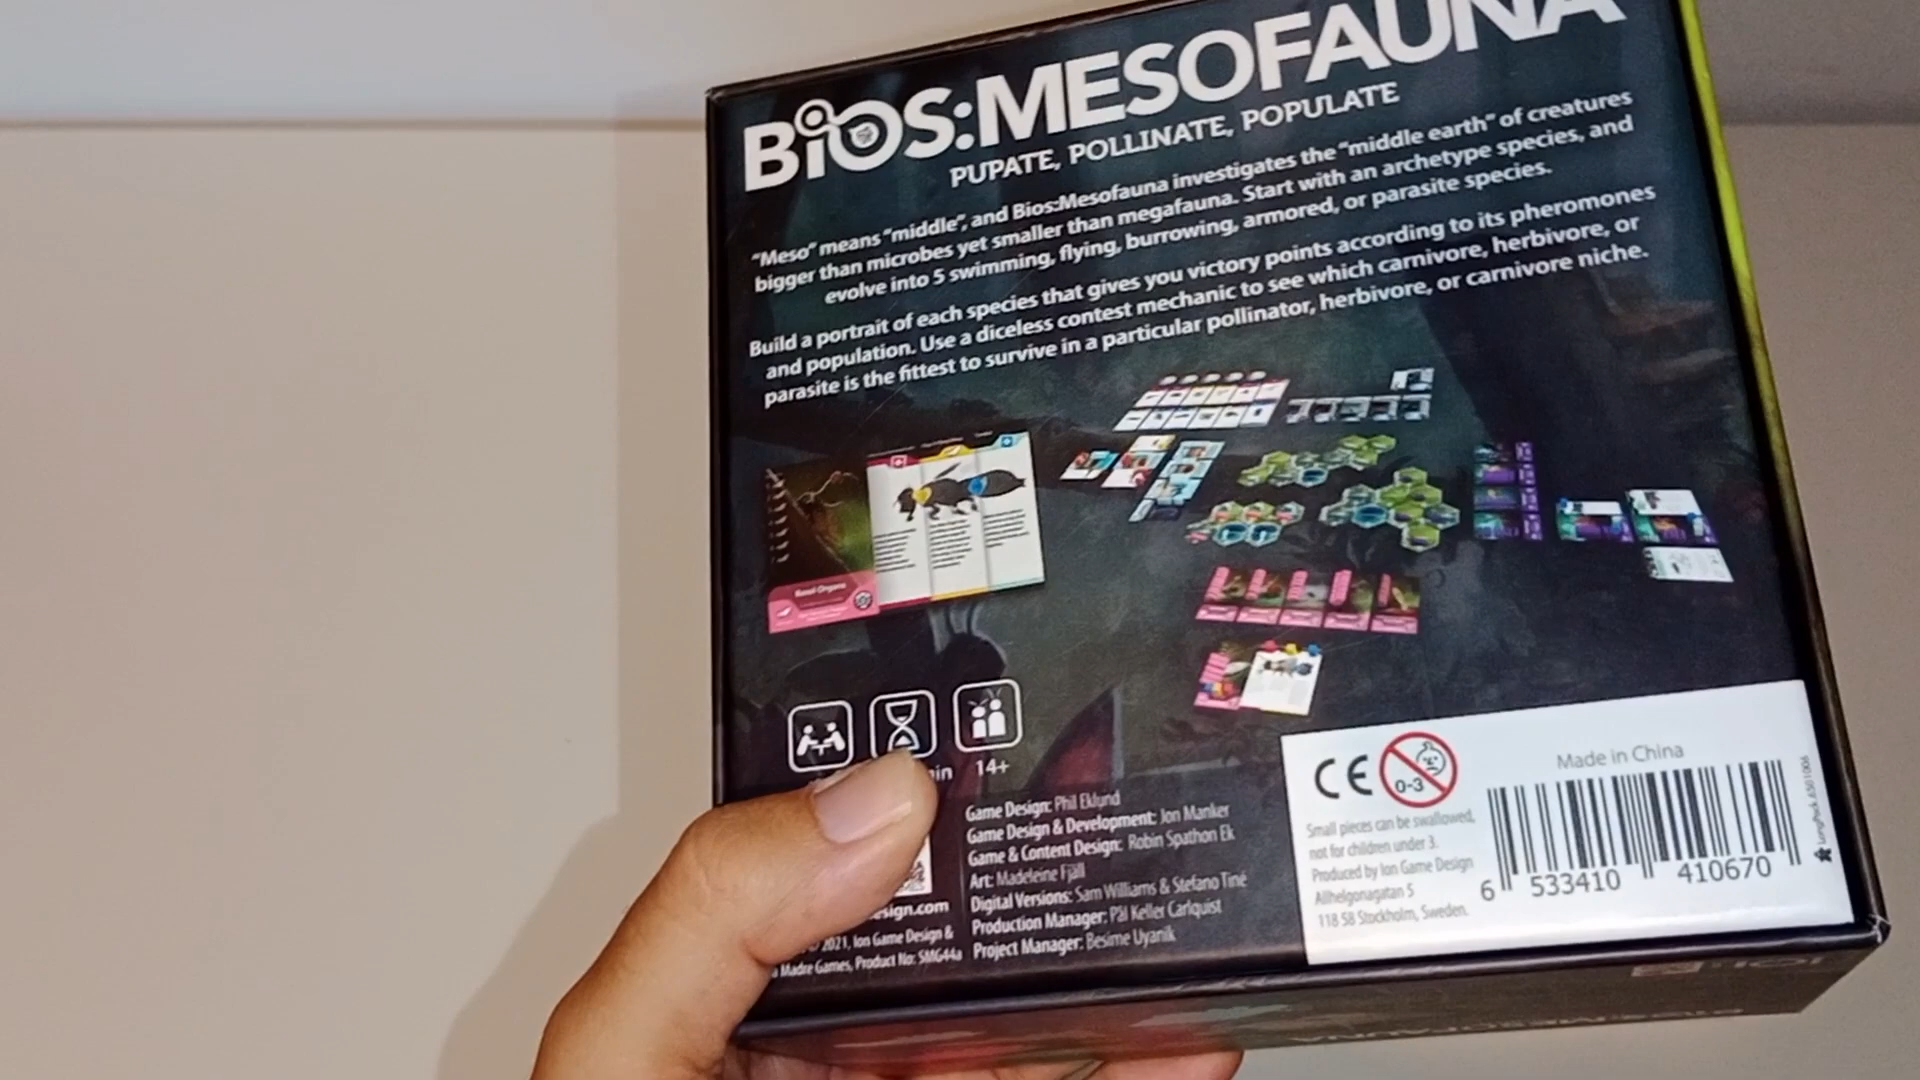 BIOS:MESOFAUNA
PUPATE, POLLINATE, POPULATE
"Meso" means "middle", and Bios:Mesofauna investigates the "middle earth" of creatures
bigger than microbes yet smaller than megafauna. Start with an archetype species, and
evolve into 5 swimming, flying, burrowing, armored, or parasite species.
Build a portrait of each species that gives you victory points according to its pheromones
and population. Use a diceless contest mechanic to see which carnivore, herbivore, or
parasite is the fittest to survive in a particular pollinator, herbivore, or carnivore niche.
14+
Game Design: Phil Eklund
Game Design & Development: Jon Manker
Game & Content Design: Robin Spathon Ek
Art: Madeleine Fjäll
Digital Versions: Sam Williams & Stefano Tine
Production Manager: Pål Keller Carlquist
Project Manager: Besime Uyanik
esign.com
© 2021, Ion Game Design &
Madre Games, Product No: SMG44a
CE
0-3
Made in China
Small pieces can be swallowed,
not for children under 3.
Produced by Ion Game Design
Allhelgonagatan 5
118 58 Stockholm, Sweden.
6 533410 410670